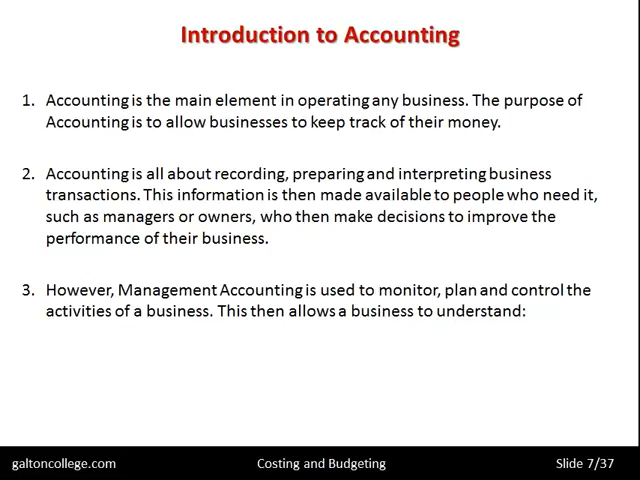 Introduction to Accounting
1. Accounting is the main element in operating any business. The purpose of
Accounting is to allow businesses to keep track of their money.
2. Accounting is all about recording, preparing and interpreting business
transactions. This information is then made available to people who need it,
such as managers or owners, who then make decisions to improve the
performance of their business.
3. However, Management Accounting is used to monitor, plan and control the
activities of a business. This then allows a business to understand:
galtoncollege.com Costing and Budgeting Slide 7/37